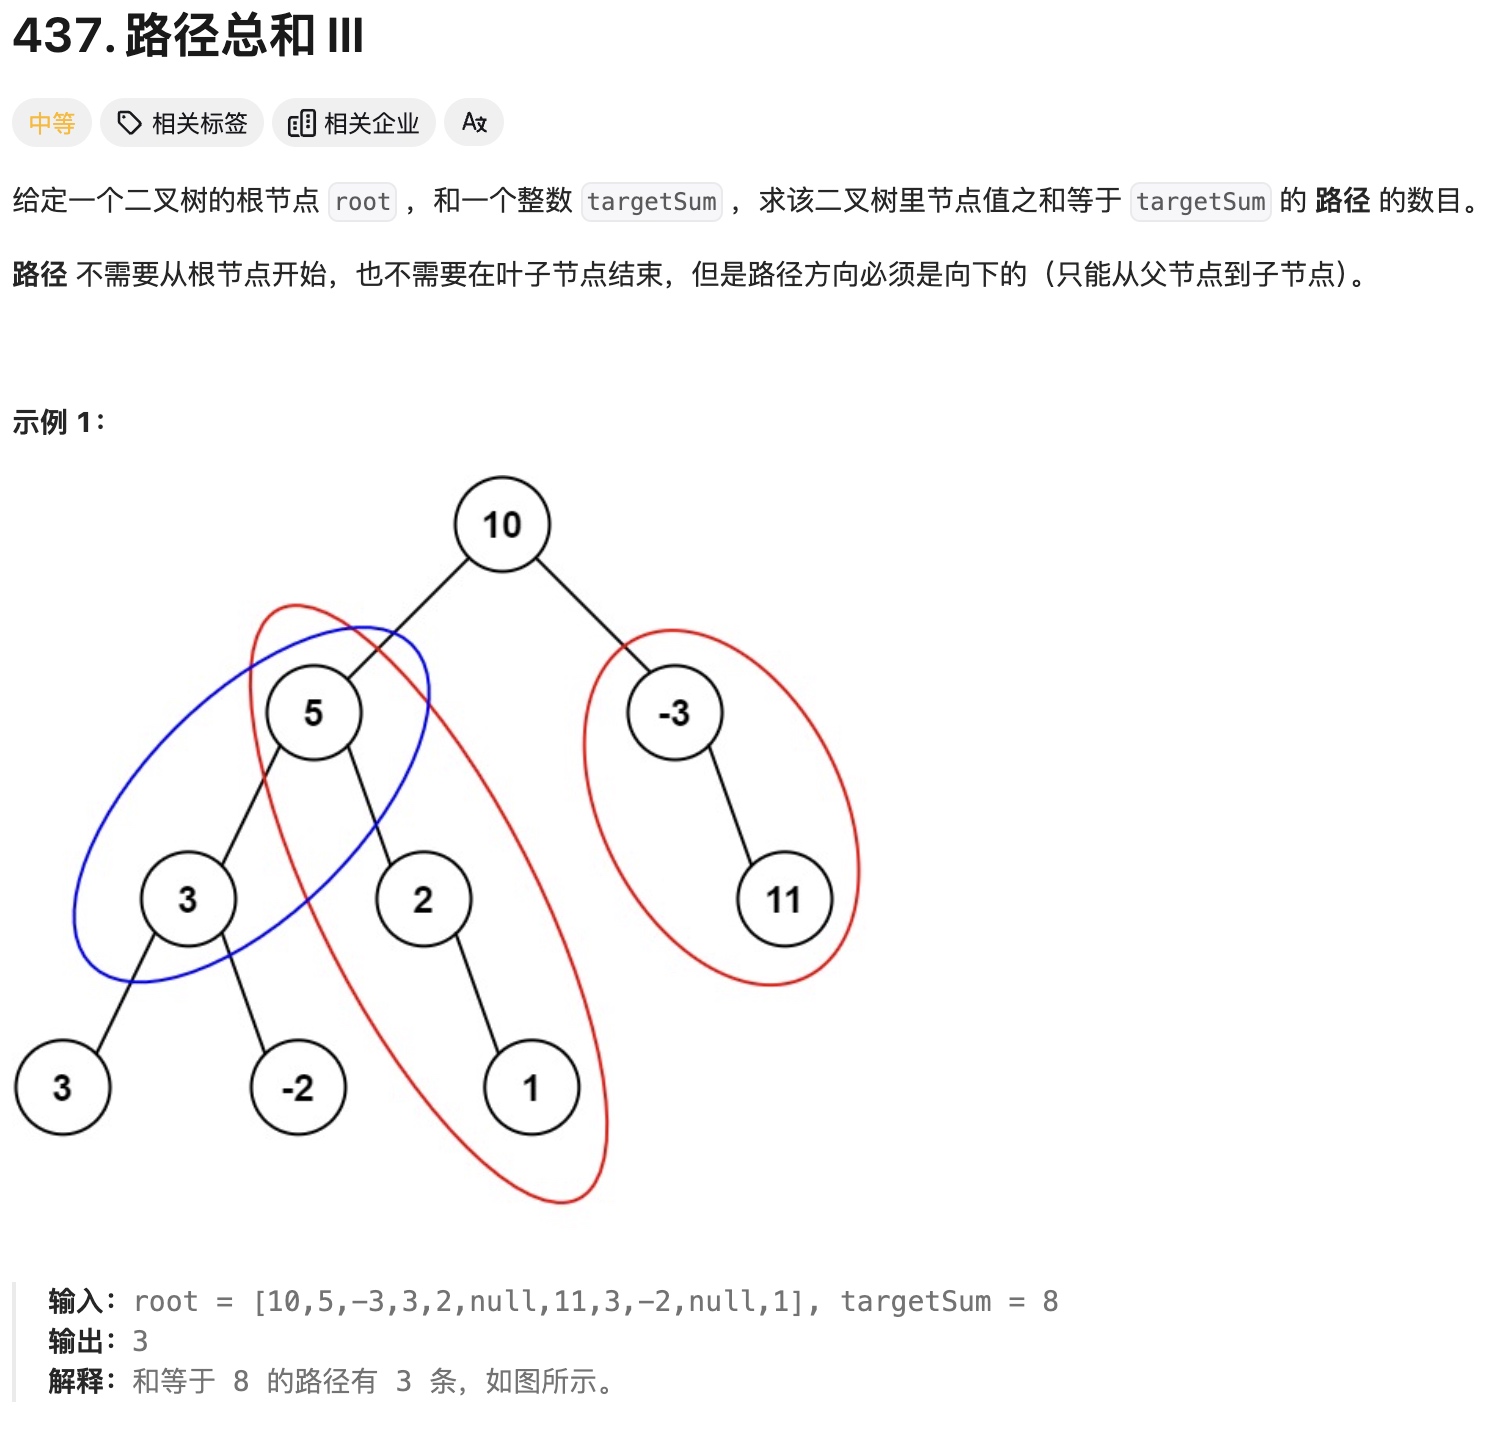 437. 路径总和 III
中等 相关标签 相关企业 A文
给定一个二叉树的根节点 root ，和一个整数 targetSum ，求该二叉树里节点值之和等于 targetSum 的 路径 的数目。
路径 不需要从根节点开始，也不需要在叶子节点结束，但是路径方向必须是向下的（只能从父节点到子节点）。
示例 1：
10
5 -3
3 2 11
3 -2 1
输入：root = [10,5,-3,3,2,null,11,3,-2,null,1], targetSum = 8
输出：3
解释：和等于 8 的路径有 3 条，如图所示。